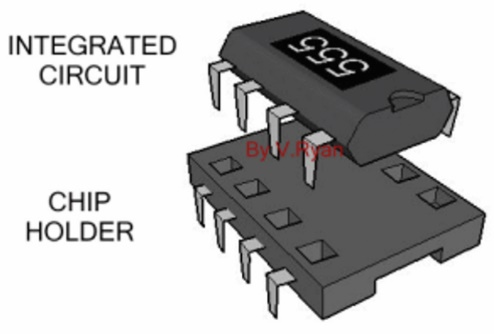 INTEGRATED
CIRCUIT
555
By V.Ryan
CHIP
HOLDER